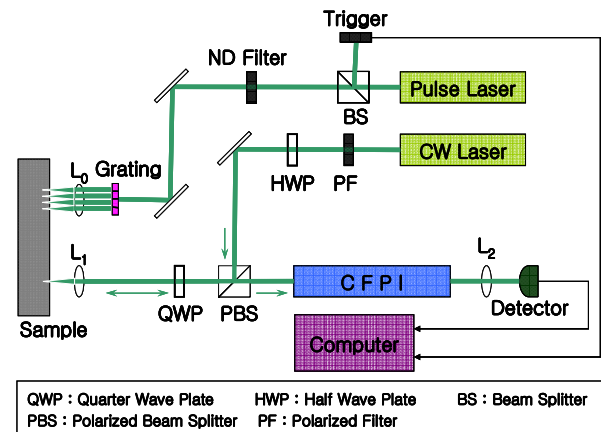 Trigger
ND Filter
Pulse Laser
BS
CW Laser
L0
Grating
HWP
PF
L1
L2
CFPI
Sample
QWP
PBS
Detector
Computer
QWP : Quarter Wave Plate HWP : Half Wave Plate BS : Beam Splitter
PBS : Polarized Beam Splitter PF : Polarized Filter